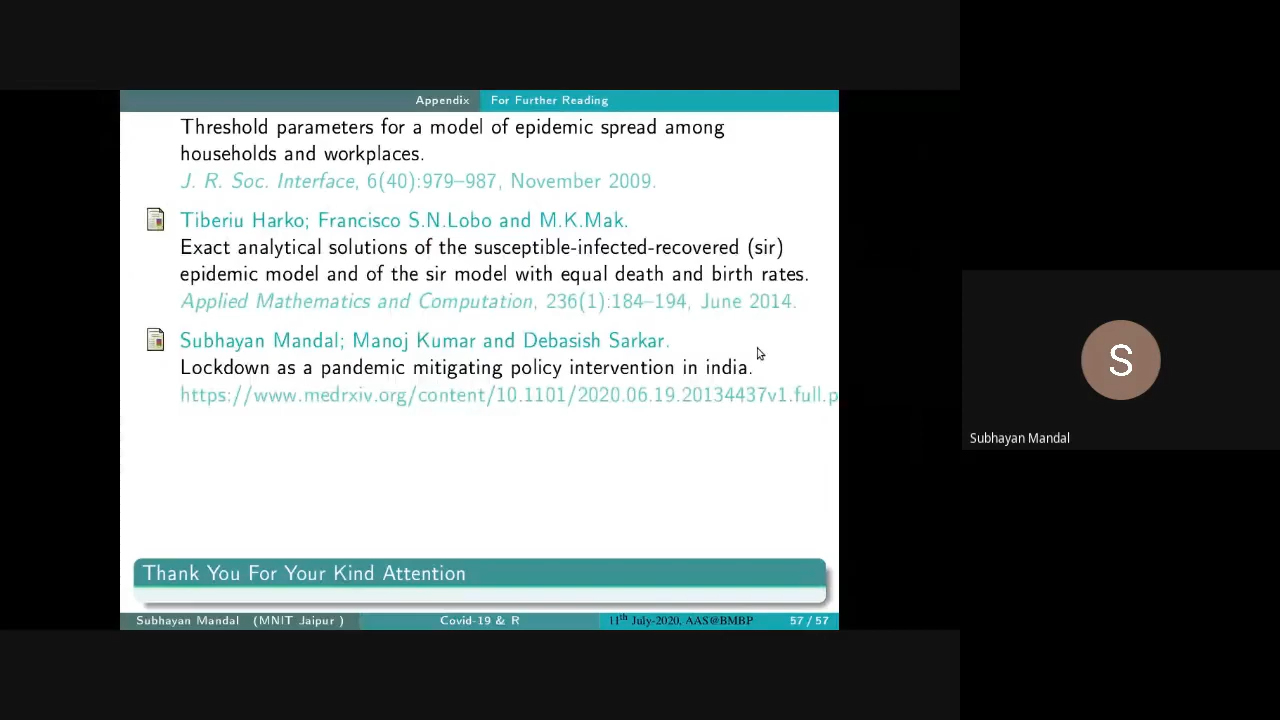 Appendix For Further Reading
Threshold parameters for a model of epidemic spread among
households and workplaces.
J. R. Soc. Interface, 6(40):979–987, November 2009.
Tiberiu Harko; Francisco S.N.Lobo and M.K.Mak.
Exact analytical solutions of the susceptible-infected-recovered (sir)
epidemic model and of the sir model with equal death and birth rates.
Applied Mathematics and Computation, 236(1):184–194, June 2014.
Subhayan Mandal; Manoj Kumar and Debasish Sarkar.
Lockdown as a pandemic mitigating policy intervention in india.
https://www.medrxiv.org/content/10.1101/2020.06.19.20134437v1.full.p
Thank You For Your Kind Attention
Subhayan Mandal (MNIT Jaipur ) Covid-19 & R 11th July-2020, AAS@BMBP 57 / 57
S
Subhayan Mandal